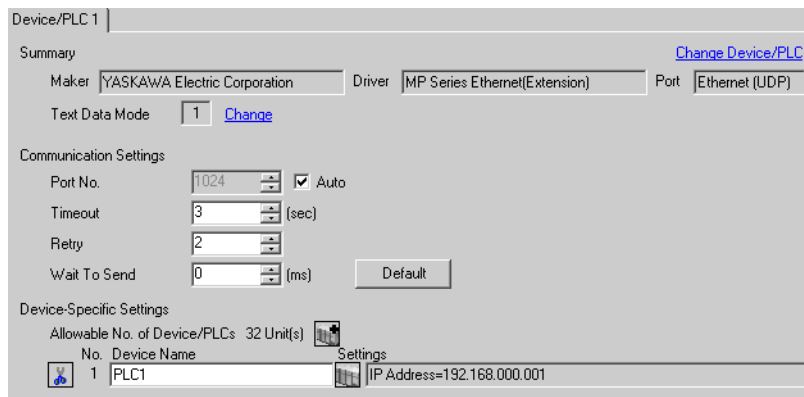 Device/PLC 1
Summary Change Device/PLC
Maker YASKAWA Electric Corporation Driver MP Series Ethernet(Extension) Port Ethernet (UDP)
Text Data Mode 1 Change
Communication Settings
Port No. 1024 Auto
Timeout 3 (sec)
Retry 2
Wait To Send 0 (ms) Default
Device-Specific Settings
Allowable No. of Device/PLCs 32 Unit(s)
No. Device Name Settings
1 PLC1 IP Address=192.168.000.001